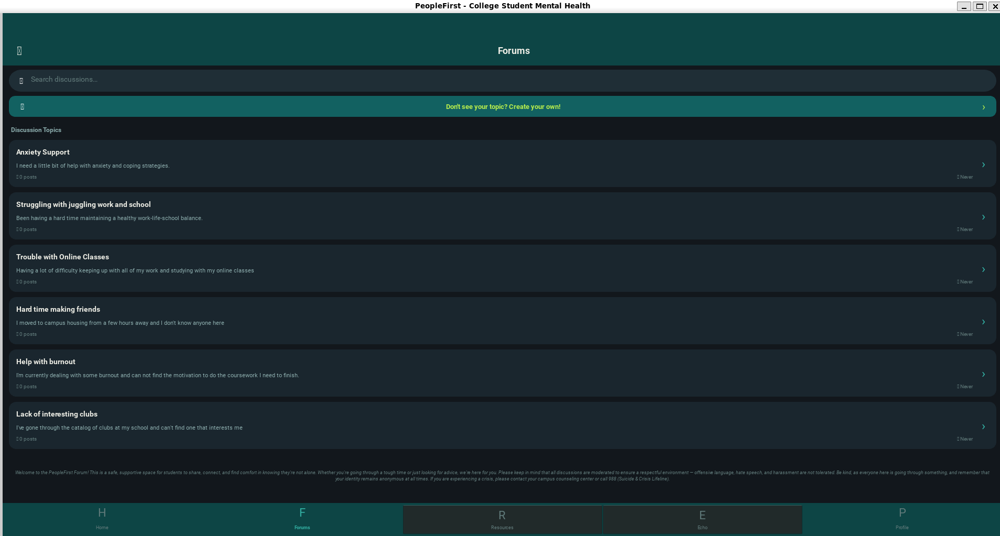 PeopleFirst - College Student Mental Health
Forums
Search discussions...
Don't see your topic? Create your own!
›
Discussion Topics
Anxiety Support
I need a little bit of help with anxiety and coping strategies.
0 posts
Never
›
Struggling with juggling work and school
Been having a hard time maintaining a healthy work-life-school balance.
0 posts
Never
›
Trouble with Online Classes
Having a lot of difficulty keeping up with all of my work and studying with my online classes
0 posts
Never
›
Hard time making friends
I moved to campus housing from a few hours away and I don't know anyone here
0 posts
Never
›
Help with burnout
I'm currently dealing with some burnout and can not find the motivation to do the coursework I need to finish.
0 posts
Never
›
Lack of interesting clubs
I've gone through the catalog of clubs at my school and can't find one that interests me
0 posts
Never
›
Welcome to the PeopleFirst Forum! This is a safe, supportive space for students to share, connect, and find comfort in knowing they're not alone. Whether you're going through a tough time or just looking for advice, we're here for you. Please keep in mind that all discussions are moderated to ensure a respectful environment — offensive language, hate speech, and harassment are not tolerated. Be kind, as everyone here is going through something, and remember that
your identity remains anonymous at all times. If you are experiencing a crisis, please contact your campus counseling center or call 988 (Suicide & Crisis Lifeline).
H
Home
F
Forums
R
Resources
E
Echo
P
Profile